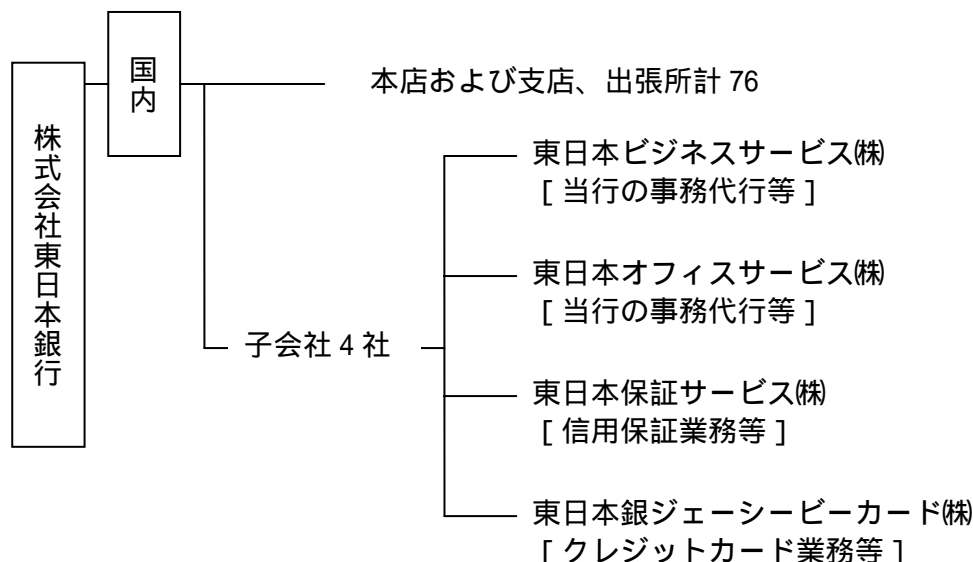 株式会社東日本銀行
国内
本店および支店、出張所計 76
子会社 4 社
東日本ビジネスサービス㈱
[ 当行の事務代行等 ]
東日本オフィスサービス㈱
[ 当行の事務代行等 ]
東日本保証サービス㈱
[ 信用保証業務等 ]
東日本銀ジェーシービーカード㈱
[ クレジットカード業務等 ]